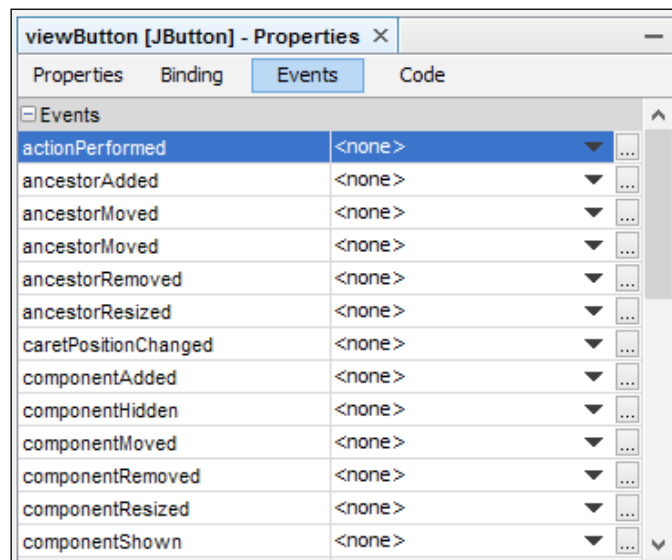 viewButton [JButton] - Properties ×
Properties Binding Events Code
Events
actionPerformed <none> ...
ancestorAdded <none> ...
ancestorMoved <none> ...
ancestorMoved <none> ...
ancestorRemoved <none> ...
ancestorResized <none> ...
caretPositionChanged <none> ...
componentAdded <none> ...
componentHidden <none> ...
componentMoved <none> ...
componentRemoved <none> ...
componentResized <none> ...
componentShown <none> ...